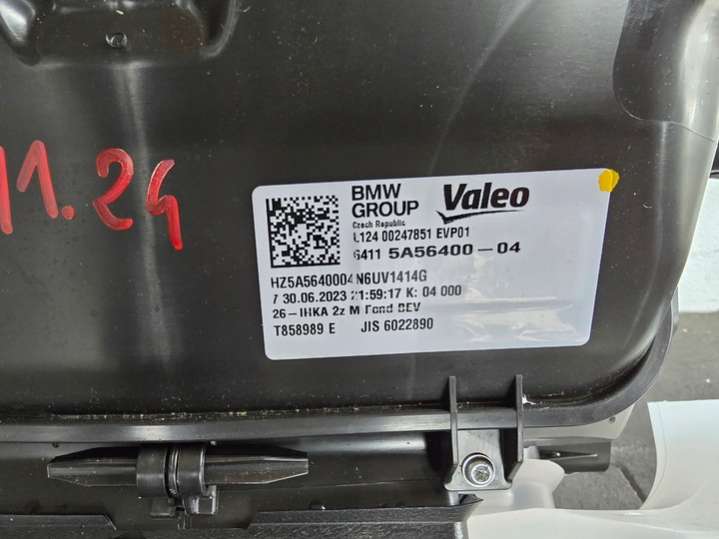 11.24
BMW
GROUP
Valeo
Czech Republic
L124 00247851 EVP01
6411 5A56400-04
HZ5A5640004N6UV1414G
7 30.06.2023 21:59:17 K: 04 000
26-IHKA 2z M Fond BEV
T858989 E JIS 6022890